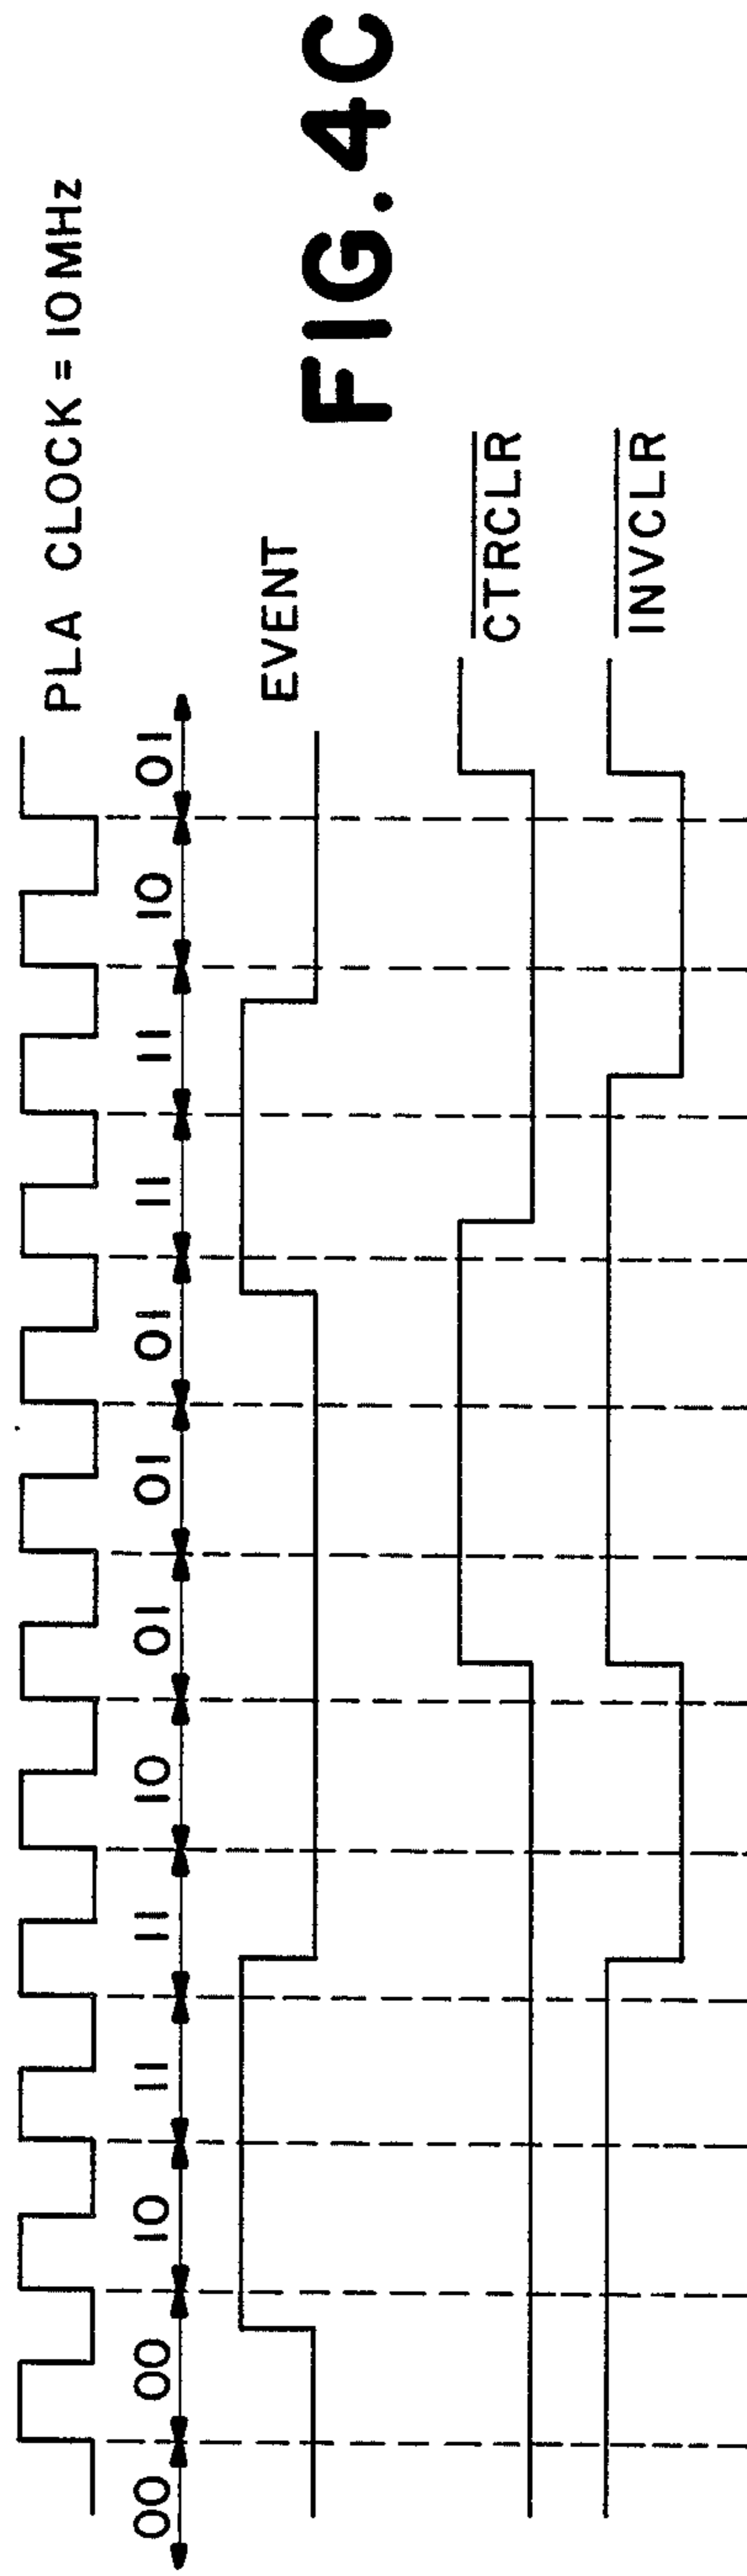 PLA CLOCK = 10MHz
00 00 10 11 11 10 01 01 01 11 11 10 01
EVENT
FIG. 4C
CTRCLR
INVCLR